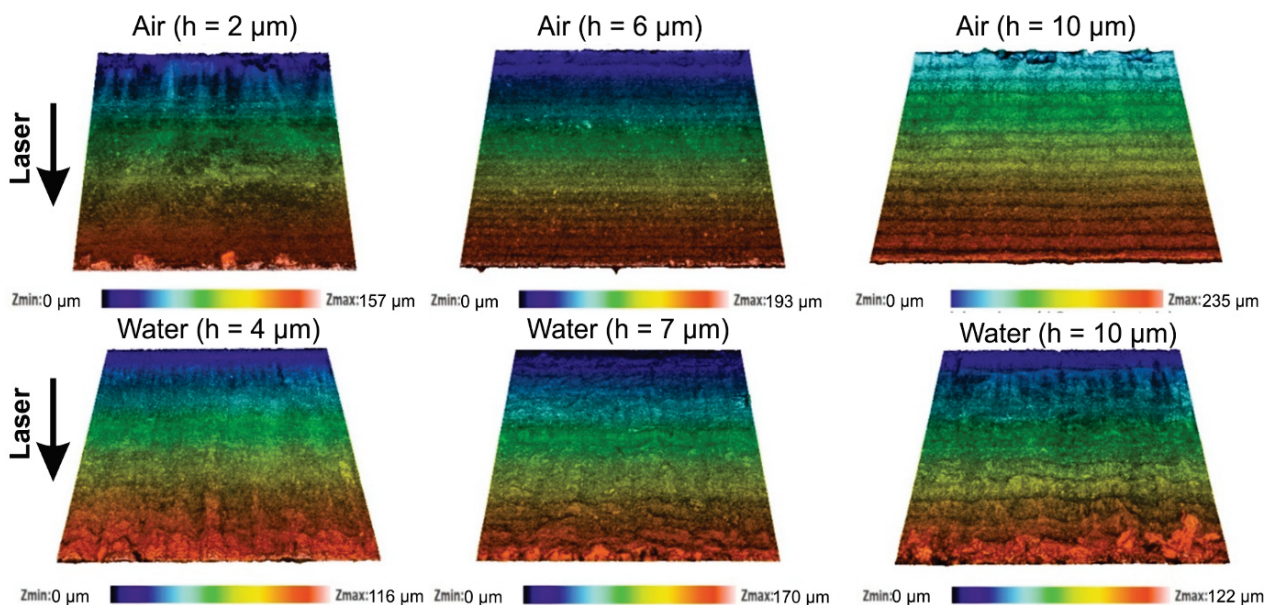 Air (h = 2 µm)
Air (h = 6 µm)
Air (h = 10 µm)
Laser
Zmin:0 µm
Zmax:157 µm
Zmin:0 µm
Zmax:193 µm
Zmin:0 µm
Zmax:235 µm
Water (h = 4 µm)
Water (h = 7 µm)
Water (h = 10 µm)
Laser
Zmin:0 µm
Zmax:116 µm
Zmin:0 µm
Zmax:170 µm
Zmin:0 µm
Zmax:122 µm